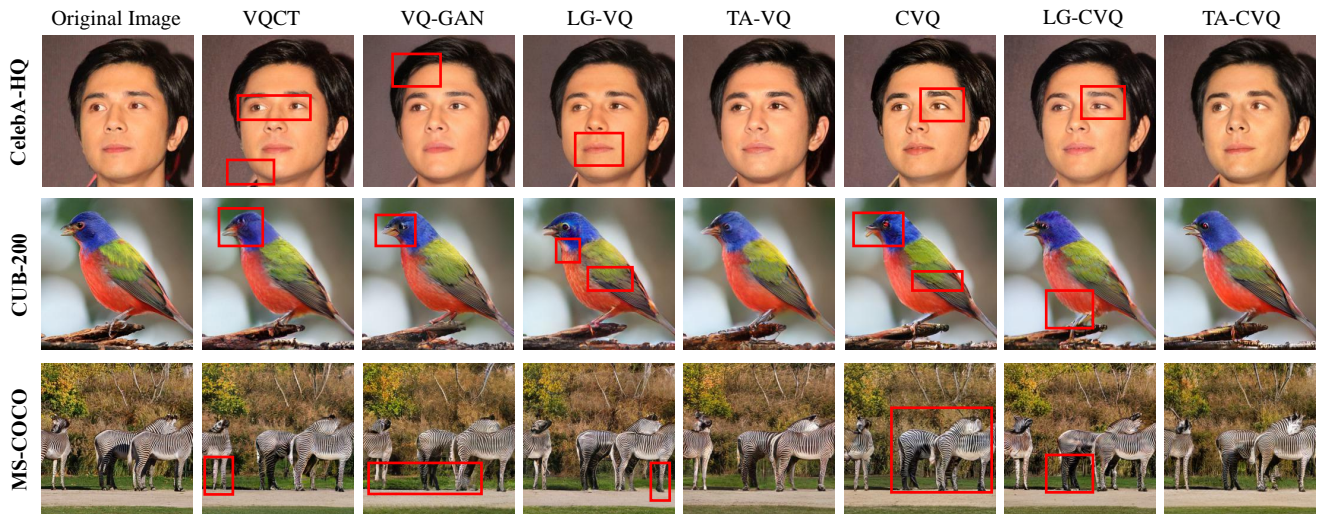 Original Image VQCT VQ-GAN LG-VQ TA-VQ CVQ LG-CVQ TA-CVQ
CelebA-HQ
CUB-200
MS-COCO